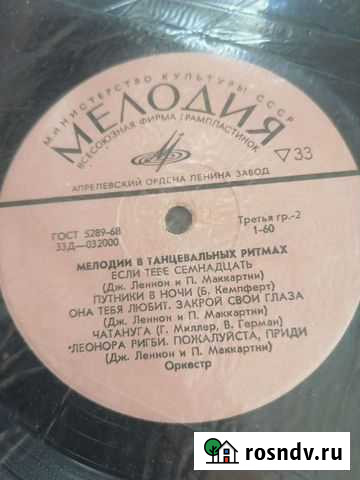 МИНИСТЕРСТВО КУЛЬТУРЫ СССР
МЕЛОДИЯ
ВСЕСОЮЗНАЯ ФИРМА ГРАМПЛАСТИНОК
33
АПРЕЛЕВСКИЙ ОРДЕНА ЛЕНИНА ЗАВОД
ГОСТ 5289-68
33Д—032000
Третья гр.-2
1-60
МЕЛОДИИ В ТАНЦЕВАЛЬНЫХ РИТМАХ
ЕСЛИ ТЕБЕ СЕМНАДЦАТЬ
(Дж. Леннон и П. Маккартни)
ПУТНИКИ В НОЧИ (Б. Кемпферт)
ОНА ТЕБЯ ЛЮБИТ. ЗАКРОЙ СВОИ ГЛАЗА
(Дж. Леннон и П. Маккартни)
ЧАТАНУГА (Г. Миллер, В. Герман)
ЛЕОНОРА РИГБИ. ПОЖАЛУЙСТА, ПРИДИ
(Дж. Леннон и П. Маккартни)
Оркестр
rosndv.ru